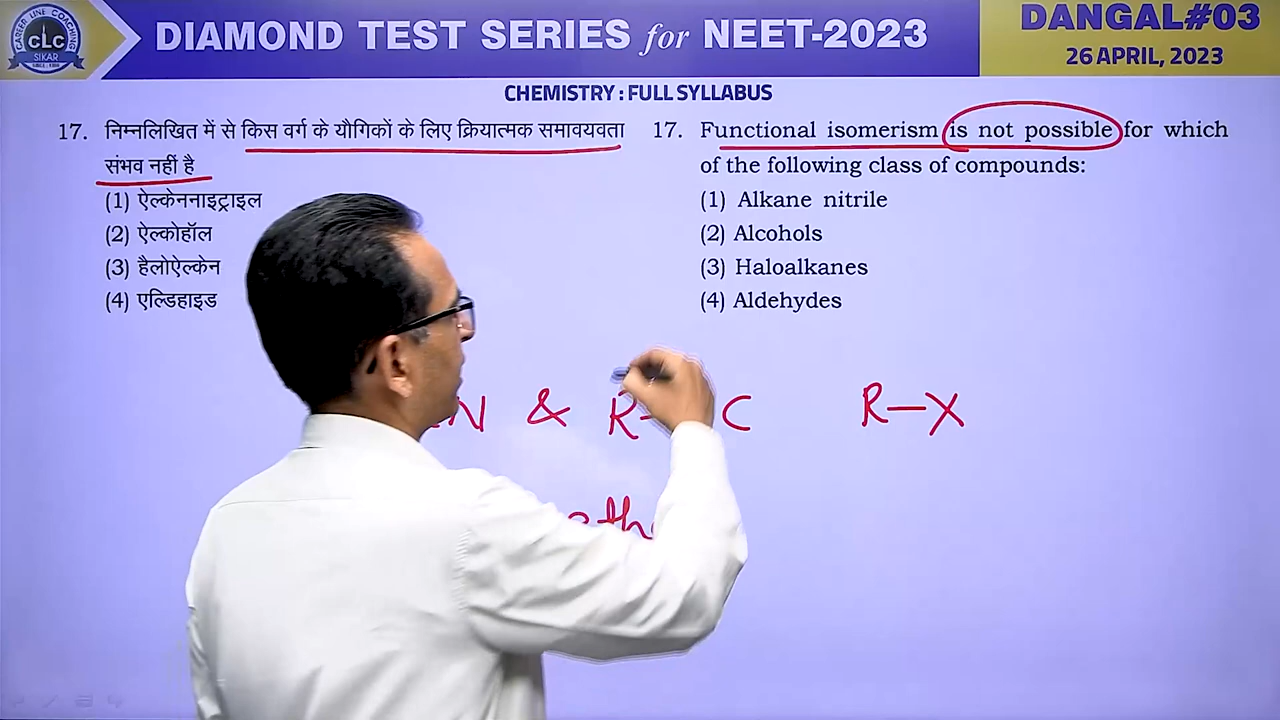 CAREER LINE COACHING
CLC
SIKAR
DIAMOND TEST SERIES for NEET-2023
DANGAL#03
26 APRIL, 2023
CHEMISTRY : FULL SYLLABUS
17. निम्नलिखित में से किस वर्ग के यौगिकों के लिए क्रियात्मक समावयवता
संभव नहीं है
(1) ऐल्केननाइट्राइल
(2) ऐल्कोहॉल
(3) हैलोऐल्केन
(4) एल्डिहाइड
17. Functional isomerism is not possible for which
of the following class of compounds:
(1) Alkane nitrile
(2) Alcohols
(3) Haloalkanes
(4) Aldehydes
N & R- C R-X